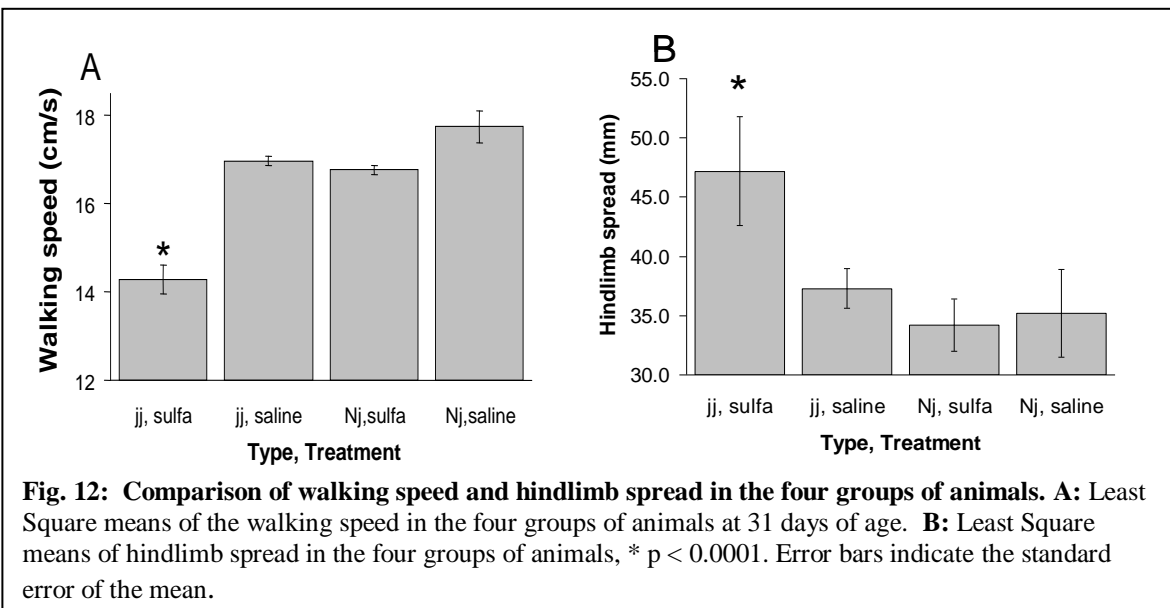 A
Walking speed (cm/s)
18
16
14
12
*
jj, sulfa
jj, saline
Nj,sulfa
Nj,saline
Type, Treatment
B
Hindlimb spread (mm)
55.0
50.0
45.0
40.0
35.0
30.0
*
jj, sulfa
jj, saline
Nj, sulfa
Nj, saline
Type, Treatment
Fig. 12: Comparison of walking speed and hindlimb spread in the four groups of animals. A: Least
Square means of the walking speed in the four groups of animals at 31 days of age. B: Least Square
means of hindlimb spread in the four groups of animals, * p < 0.0001. Error bars indicate the standard
error of the mean.